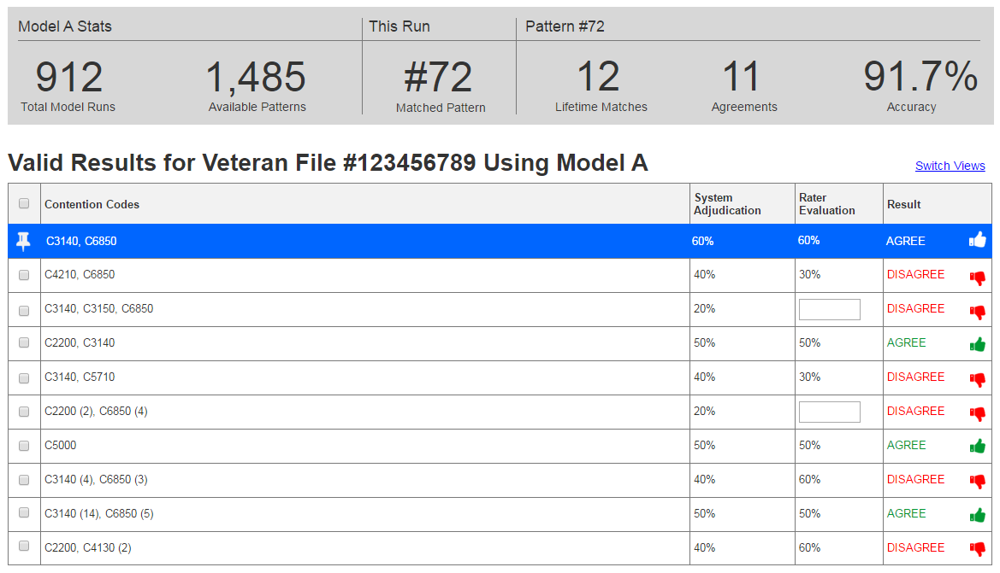 Model A Stats This Run Pattern #72
912 1,485 #72 12 11 91.7%
Total Model Runs Available Patterns Matched Pattern Lifetime Matches Agreements Accuracy
Valid Results for Veteran File #123456789 Using Model A
Switch Views
Contention Codes System Adjudication Rater Evaluation Result
C3140, C6850 60% 60% AGREE
C4210, C6850 40% 30% DISAGREE
C3140, C3150, C6850 20% DISAGREE
C2200, C3140 50% 50% AGREE
C3140, C5710 40% 30% DISAGREE
C2200 (2), C6850 (4) 20% DISAGREE
C5000 50% 50% AGREE
C3140 (4), C6850 (3) 40% 60% DISAGREE
C3140 (14), C6850 (5) 50% 50% AGREE
C2200, C4130 (2) 40% 60% DISAGREE